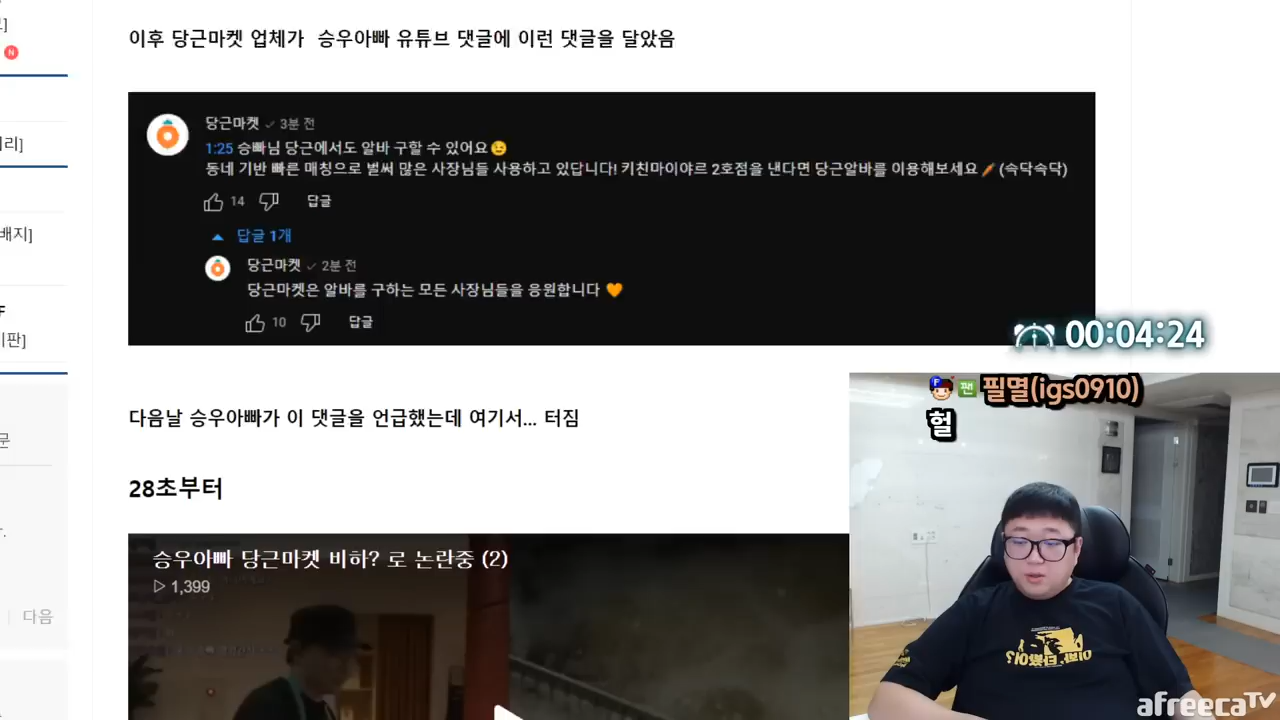 이후 당근마켓 업체가 승우아빠 유튜브 댓글에 이런 댓글을 달았음
당근마켓 3분 전
1:25 승빠님 당근에서도 알바 구할 수 있어요😉
동네 기반 빠른 매칭으로 벌써 많은 사장님들 사용하고 있답니다! 키친마이야르 2호점을 낸다면 당근알바를 이용해보세요🥕(속닥속닥)
14 답글
답글 1개
당근마켓 2분 전
당근마켓은 알바를 구하는 모든 사장님들을 응원합니다 🧡
10 답글
00:04:24
F 팬 필멸(igs0910)
헐
다음날 승우아빠가 이 댓글을 언급했는데 여기서... 터짐
28초부터
승우아빠 당근마켓 비하? 로 논란중 (2)
1,399
리]
배지]
판]
문
다음
N
afreecaTV